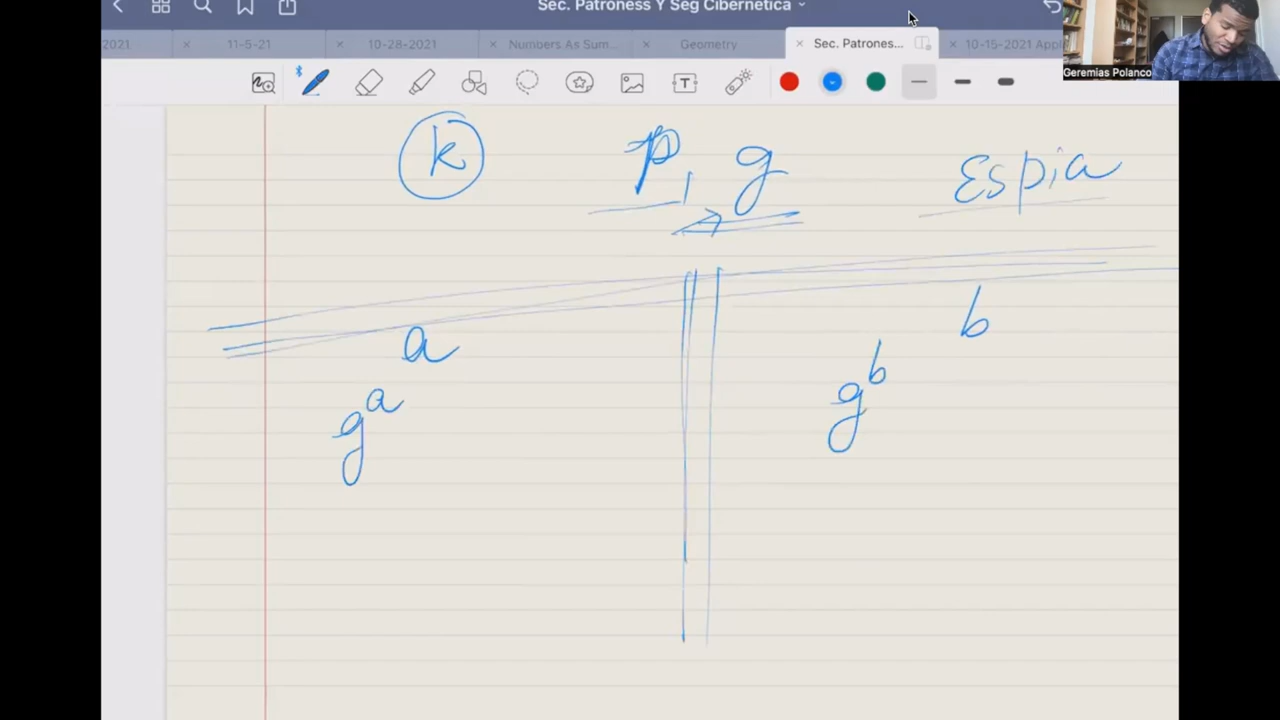 Sec. Patroness Y Seg Cibernetica
2021 11-5-21 10-28-2021 Numbers As Sum... Geometry Sec. Patrones... 10-15-2021 Appl
Geremias Polanco
k p, g Espia
a b
g^a g^b